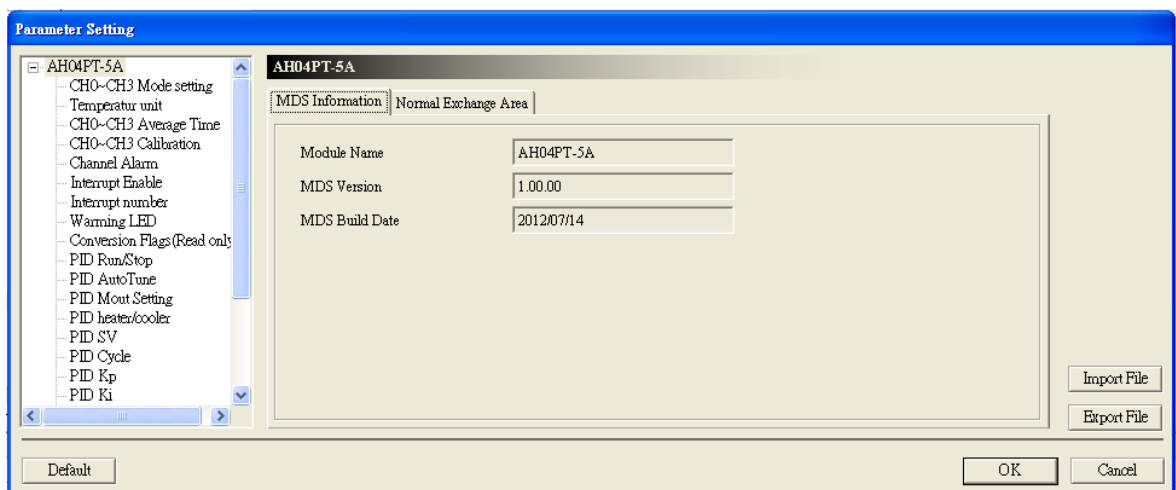 Parameter Setting
AH04PT-5A
CH0~CH3 Mode setting
Temperatur unit
CH0~CH3 Average Time
CH0~CH3 Calibration
Channel Alarm
Interrupt Enable
Interrupt number
Warming LED
Conversion Flags(Read only
PID Run/Stop
PID AutoTune
PID Mout Setting
PID heater/cooler
PID SV
PID Cycle
PID Kp
PID Ki
AH04PT-5A
MDS Information Normal Exchange Area
Module Name AH04PT-5A
MDS Version 1.00.00
MDS Build Date 2012/07/14
Import File
Export File
Default OK Cancel